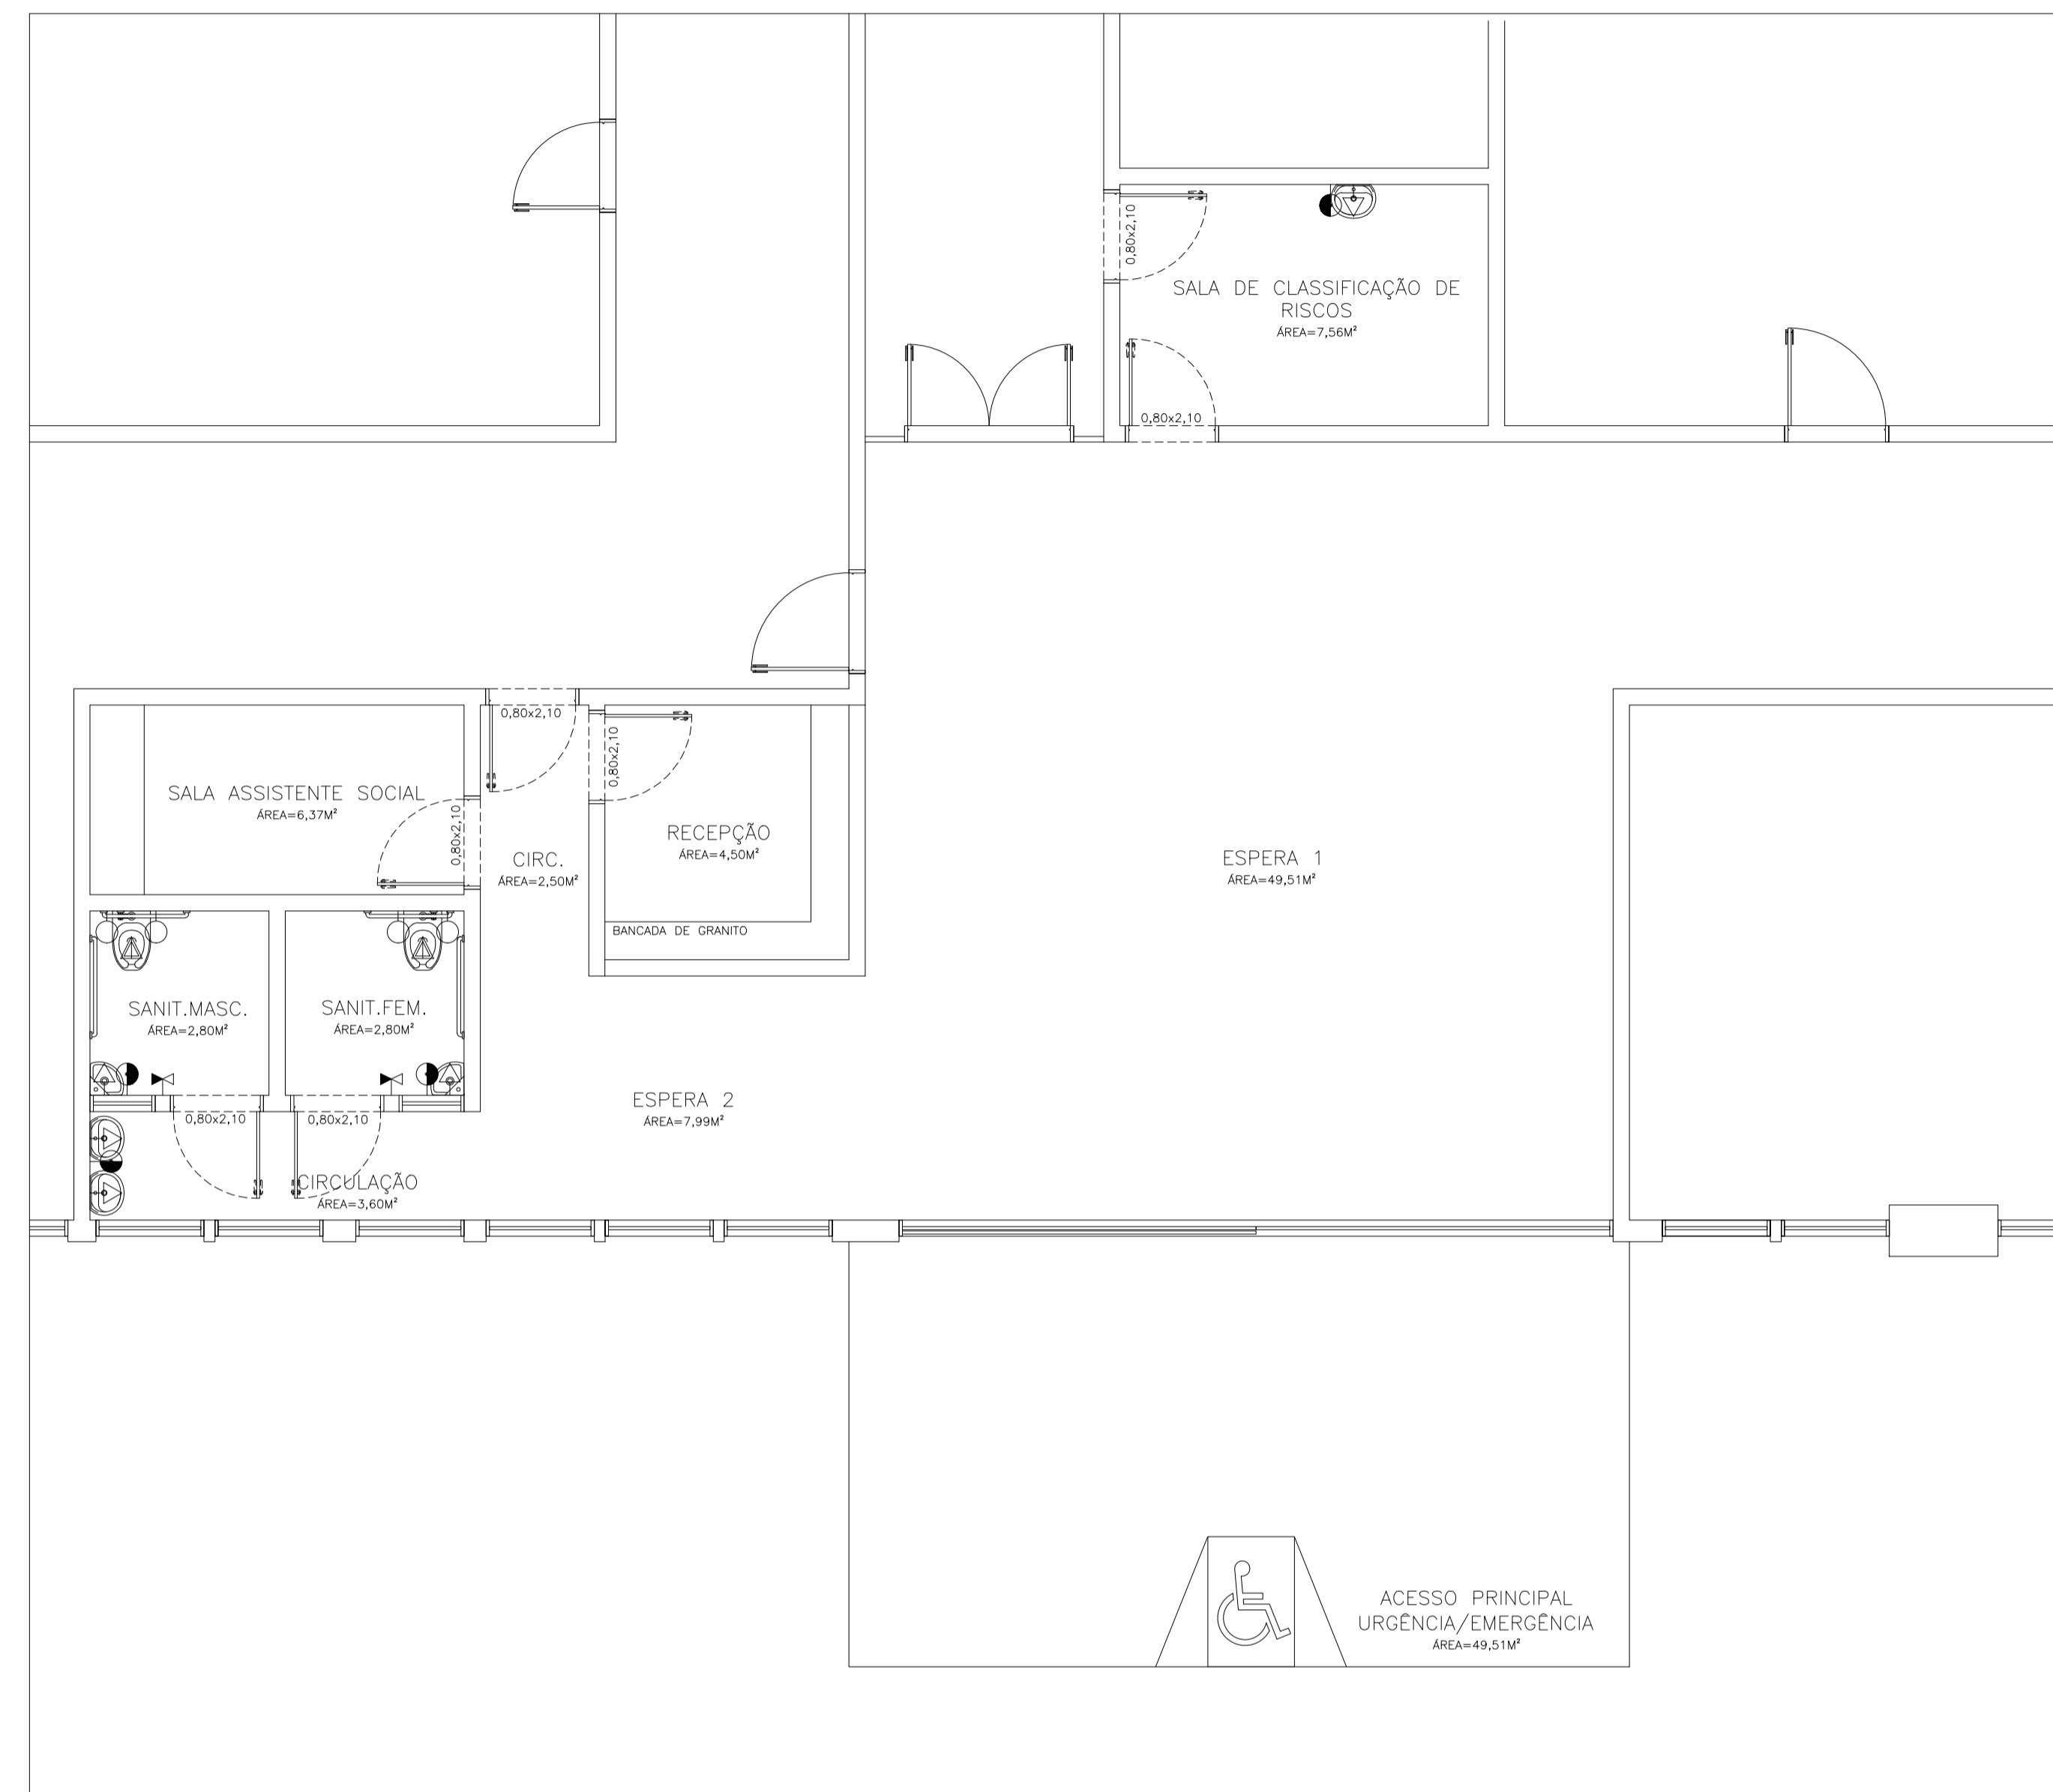 0,80x2,10
SALA DE CLASSIFICAÇÃO DE
RISCOS
ÁREA=7,56M²
0,80x2,10
0,80x2,10
0,80x2,10
SALA ASSISTENTE SOCIAL
ÁREA=6,37M²
0,80x2,10
RECEPÇÃO
ÁREA=4,50M²
CIRC.
ÁREA=2,50M²
ESPERA 1
ÁREA=49,51M²
BANCADA DE GRANITO
SANIT.MASC.
ÁREA=2,80M²
SANIT.FEM.
ÁREA=2,80M²
ESPERA 2
ÁREA=7,99M²
0,80x2,10
0,80x2,10
CIRCULAÇÃO
ÁREA=3,60M²
ACESSO PRINCIPAL
URGÊNCIA/EMERGÊNCIA
ÁREA=49,51M²